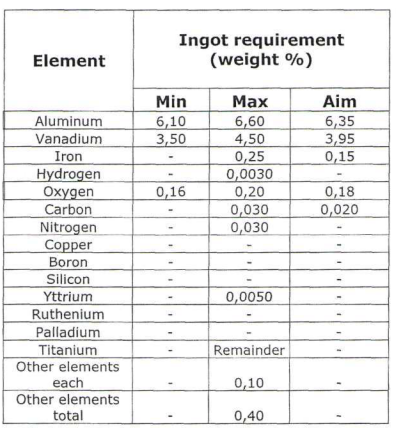 Element
Ingot requirement
(weight %)
Min Max Aim
Aluminum 6,10 6,60 6,35
Vanadium 3,50 4,50 3,95
Iron - 0,25 0,15
Hydrogen - 0,0030 -
Oxygen 0,16 0,20 0,18
Carbon - 0,030 0,020
Nitrogen - 0,030 -
Copper - - -
Boron - - -
Silicon - - -
Yttrium - 0,0050 -
Ruthenium - - -
Palladium - - -
Titanium - Remainder -
Other elements
each - 0,10 -
Other elements
total - 0,40 -